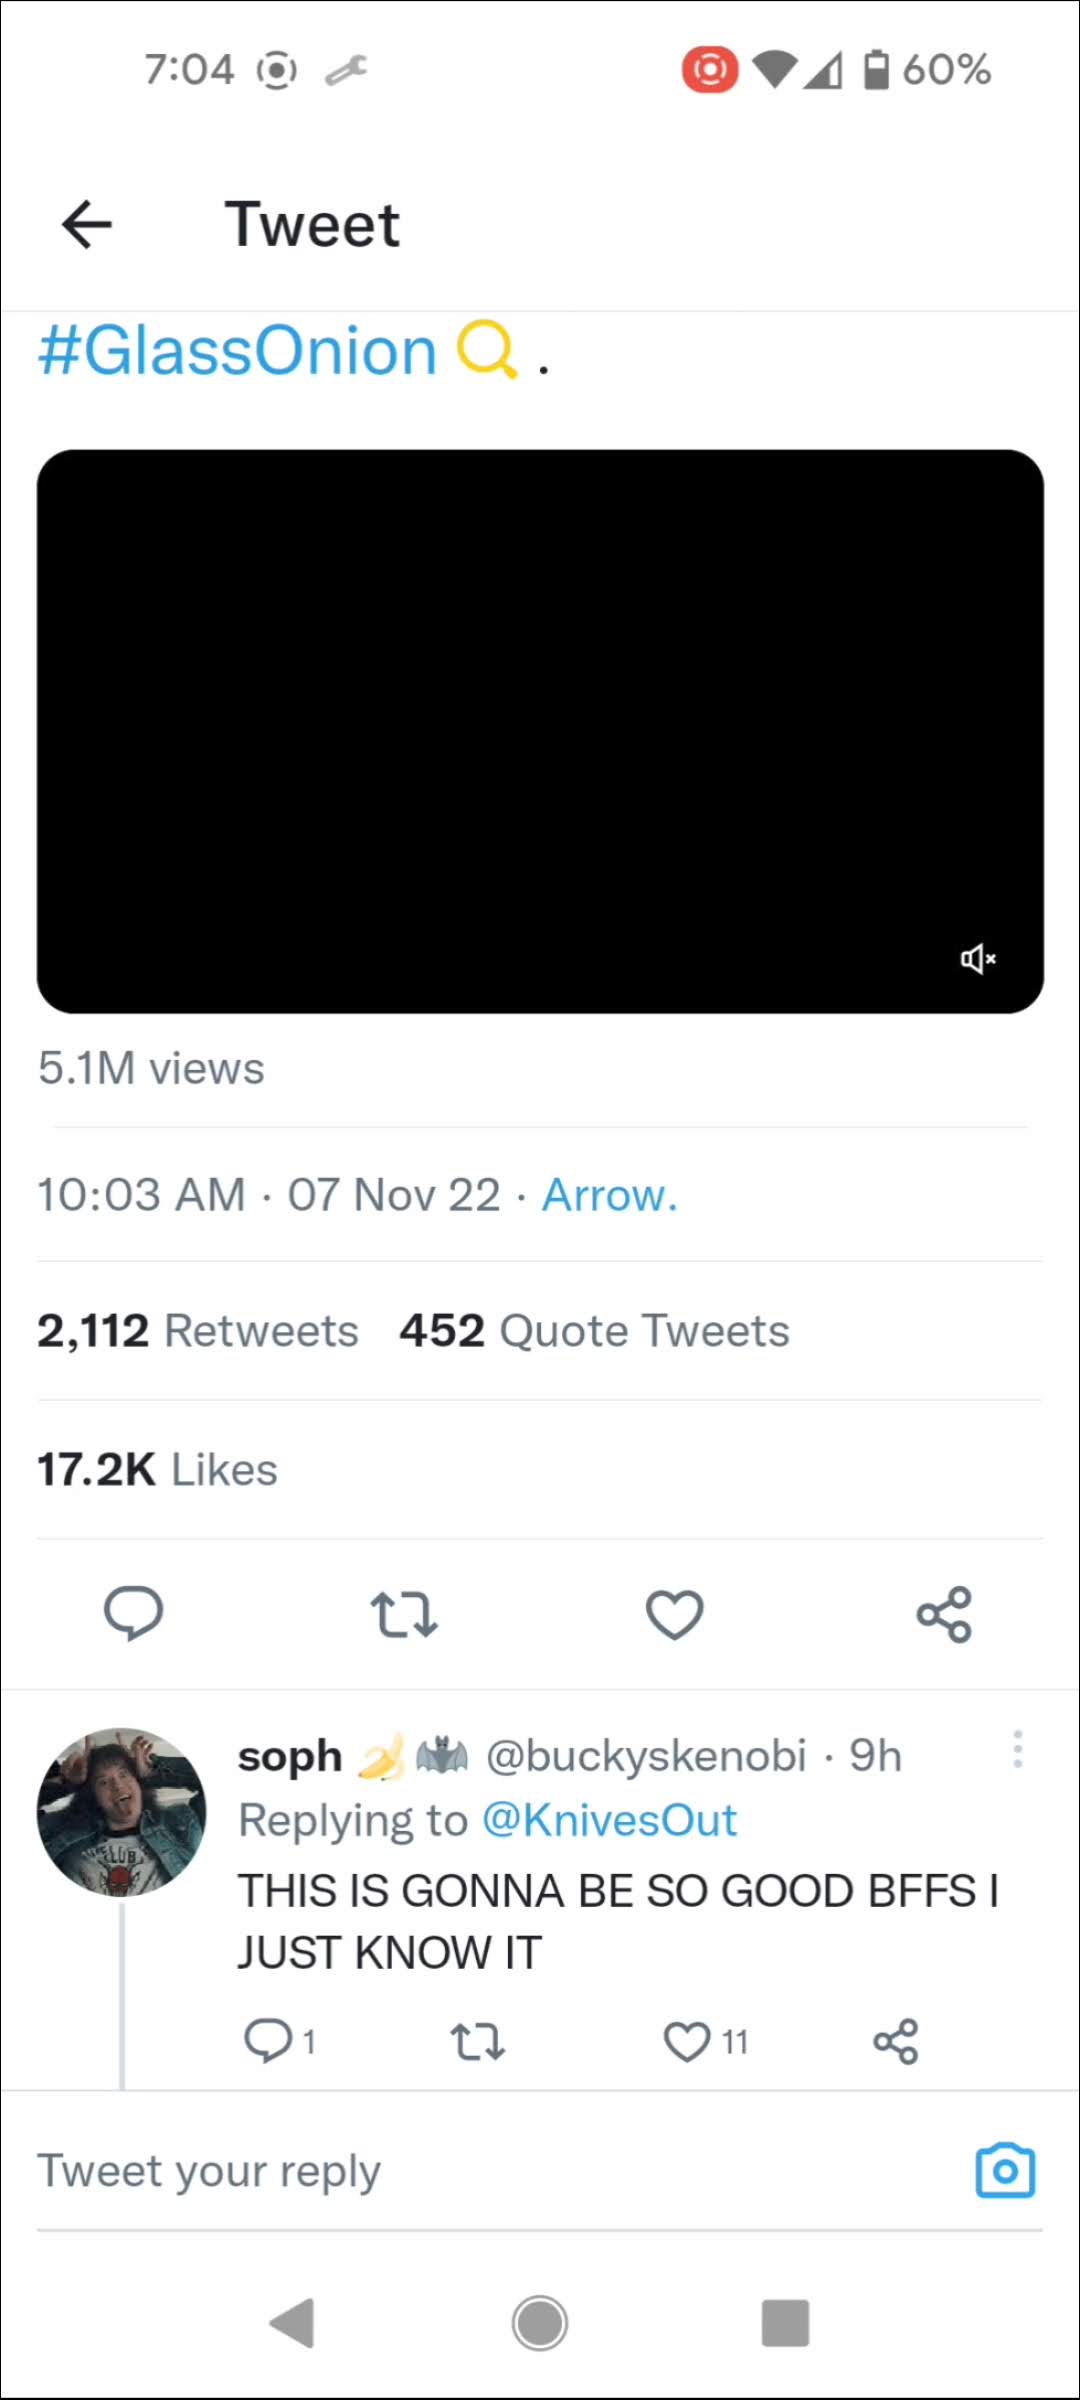 7:04 60%
Tweet
#GlassOnion .
5.1M views
10:03 AM · 07 Nov 22 · Arrow.
2,112 Retweets 452 Quote Tweets
17.2K Likes
soph @buckyskenobi · 9h
Replying to @KnivesOut
THIS IS GONNA BE SO GOOD BFFS I
JUST KNOW IT
1 11
Tweet your reply